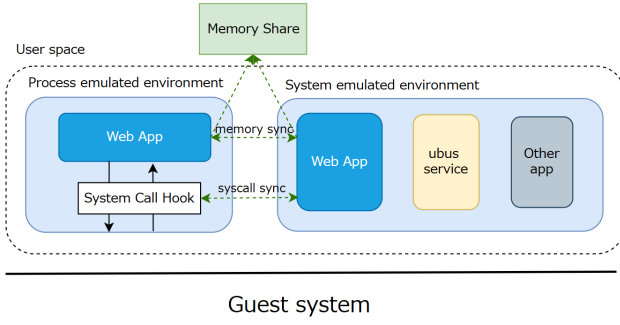 Memory Share
User space
Process emulated environment
System emulated environment
Web App
memory sync
Web App
ubus
service
Other
app
System Call Hook
syscall sync
Guest system